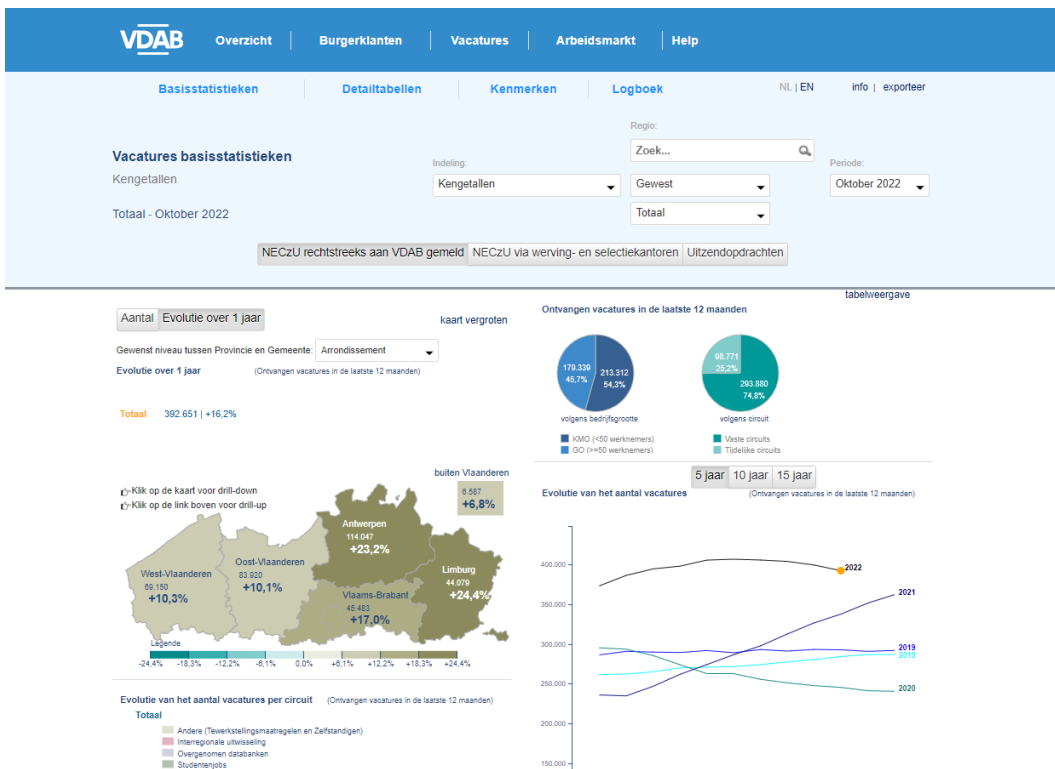 VDAB Overzicht Burgerklanten Vacatures Arbeidsmarkt Help
Basisstatistieken Detailtabellen Kenmerken Logboek NL | EN info | exporteer
Regio:
Zoek...
Vacatures basisstatistieken
Indeling:
Periode:
Kengetallen
Kengetallen
Gewest
Oktober 2022
Totaal - Oktober 2022
Totaal
NECzU rechtstreeks aan VDAB gemeld NECzU via werving- en selectiekantoren Uitzendopdrachten
tabelweergave
Aantal Evolutie over 1 jaar
kaart vergroten
Gewenst niveau tussen Provincie en Gemeente: Arrondissement
Evolutie over 1 jaar (Ontvangen vacatures in de laatste 12 maanden)
Totaal 392.651 | +16,2%
buiten Vlaanderen
6.587
+6,8%
Klik op de kaart voor drill-down
Klik op de link boven voor drill-up
Antwerpen
114.047
+23,2%
Oost-Vlaanderen
83.920
+10,1%
West-Vlaanderen
69.150
+10,3%
Limburg
44.079
+24,4%
Vlaams-Brabant
45.483
+17,0%
Legende
-24,4% -18,3% -12,2% -6,1% 0,0% +6,1% +12,2% +18,3% +24,4%
Evolutie van het aantal vacatures per circuit (Ontvangen vacatures in de laatste 12 maanden)
Totaal
Andere (Tewerkstellingsmaatregelen en Zelfstandigen)
Interregionale uitwisseling
Overgenomen databanken
Studentenjobs
Ontvangen vacatures in de laatste 12 maanden
179.339
45,7%
213.312
54,3%
98.771
25,2%
293.880
74,8%
volgens bedrijfsgrootte
volgens circuit
KMO (<50 werknemers)
GO (>=50 werknemers)
Vaste circuits
Tijdelijke circuits
5 jaar 10 jaar 15 jaar
Evolutie van het aantal vacatures (Ontvangen vacatures in de laatste 12 maanden)
400.000
350.000
300.000
250.000
200.000
150.000
2022
2021
2019
2018
2020